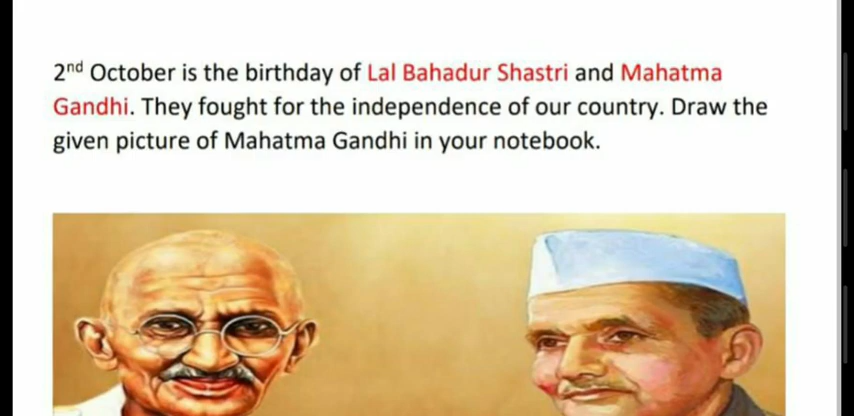 2nd October is the birthday of Lal Bahadur Shastri and Mahatma
Gandhi. They fought for the independence of our country. Draw the
given picture of Mahatma Gandhi in your notebook.